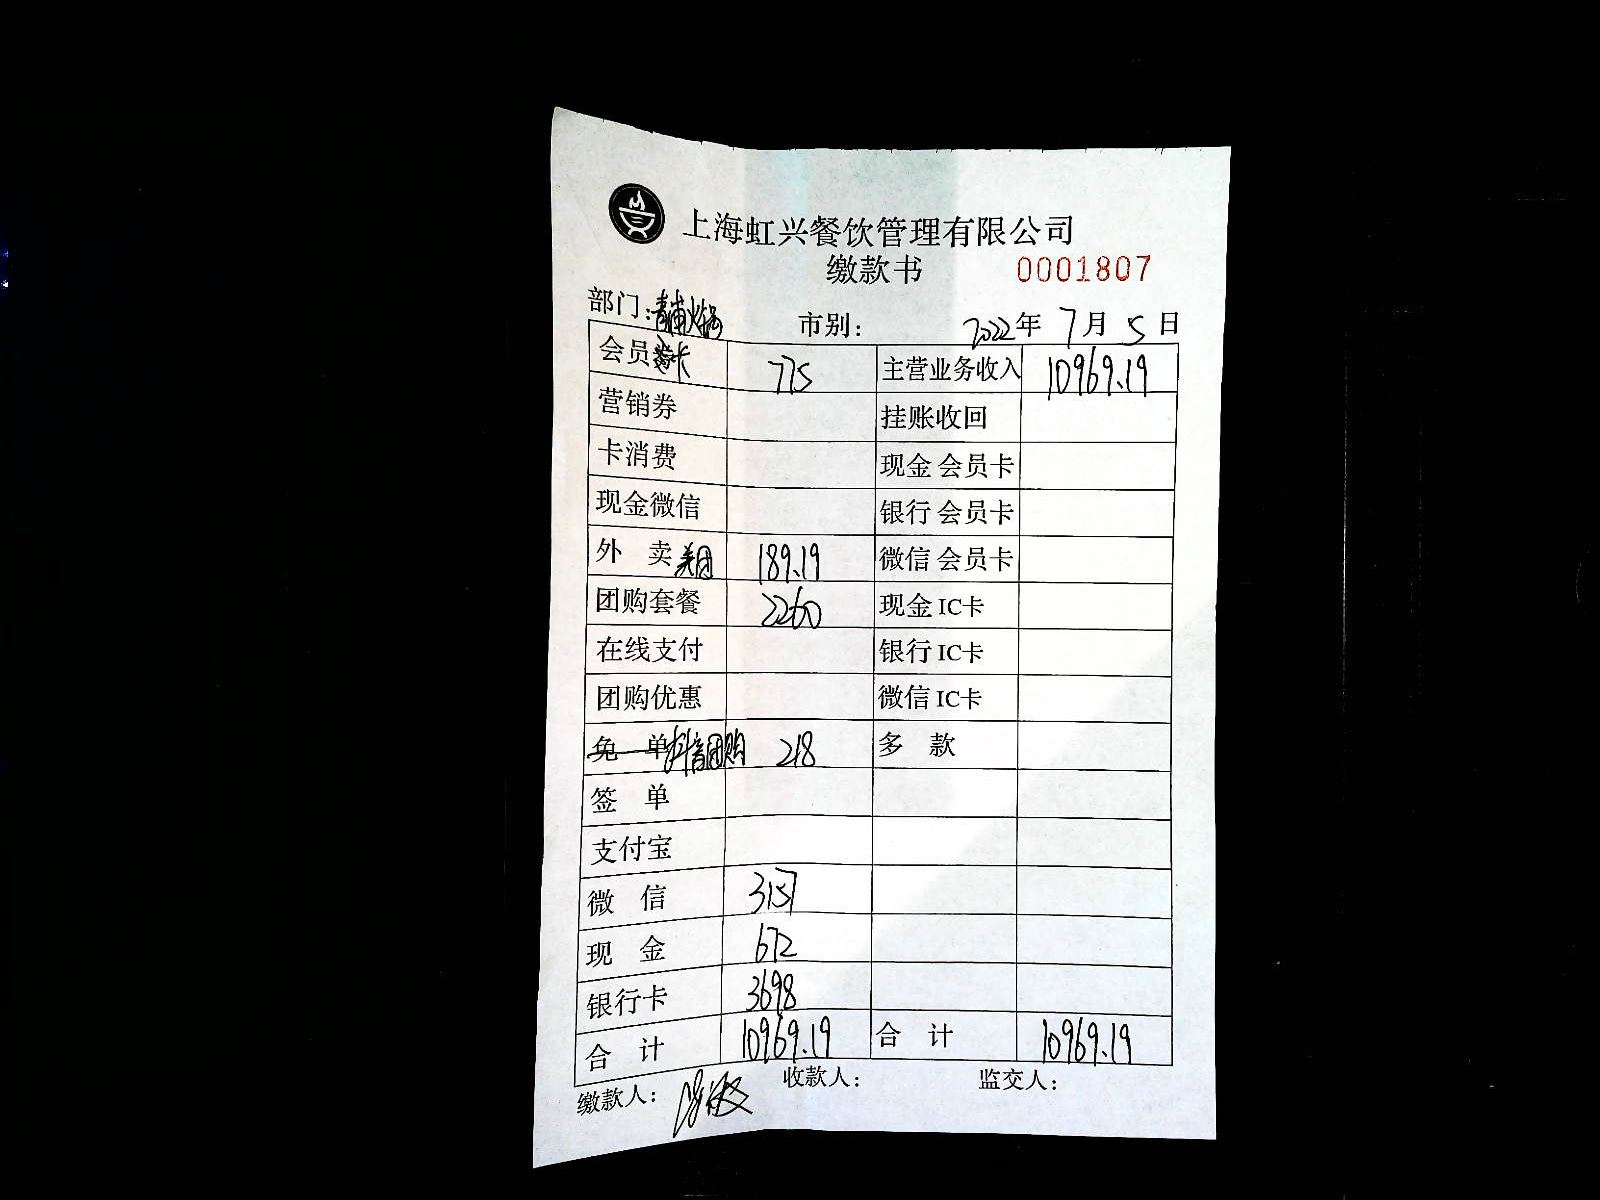 上海虹兴餐饮管理有限公司
缴款书 0001807
部门：青浦火锅 市别： 2022年 7月 5日
会员 775 主营业务收入 10969.19
营销券 挂账收回
卡消费 现金 会员卡
现金微信 银行 会员卡
外 卖 美团 189.19 微信 会员卡
团购套餐 2260 现金 IC卡
在线支付 银行 IC卡
团购优惠 微信 IC卡
免 单 抖音团购 218 多 款
签 单
支付宝
微 信 3157
现 金 672
银行卡 3698
合 计 10969.19 合 计 10969.19
缴款人： 收款人： 监交人：